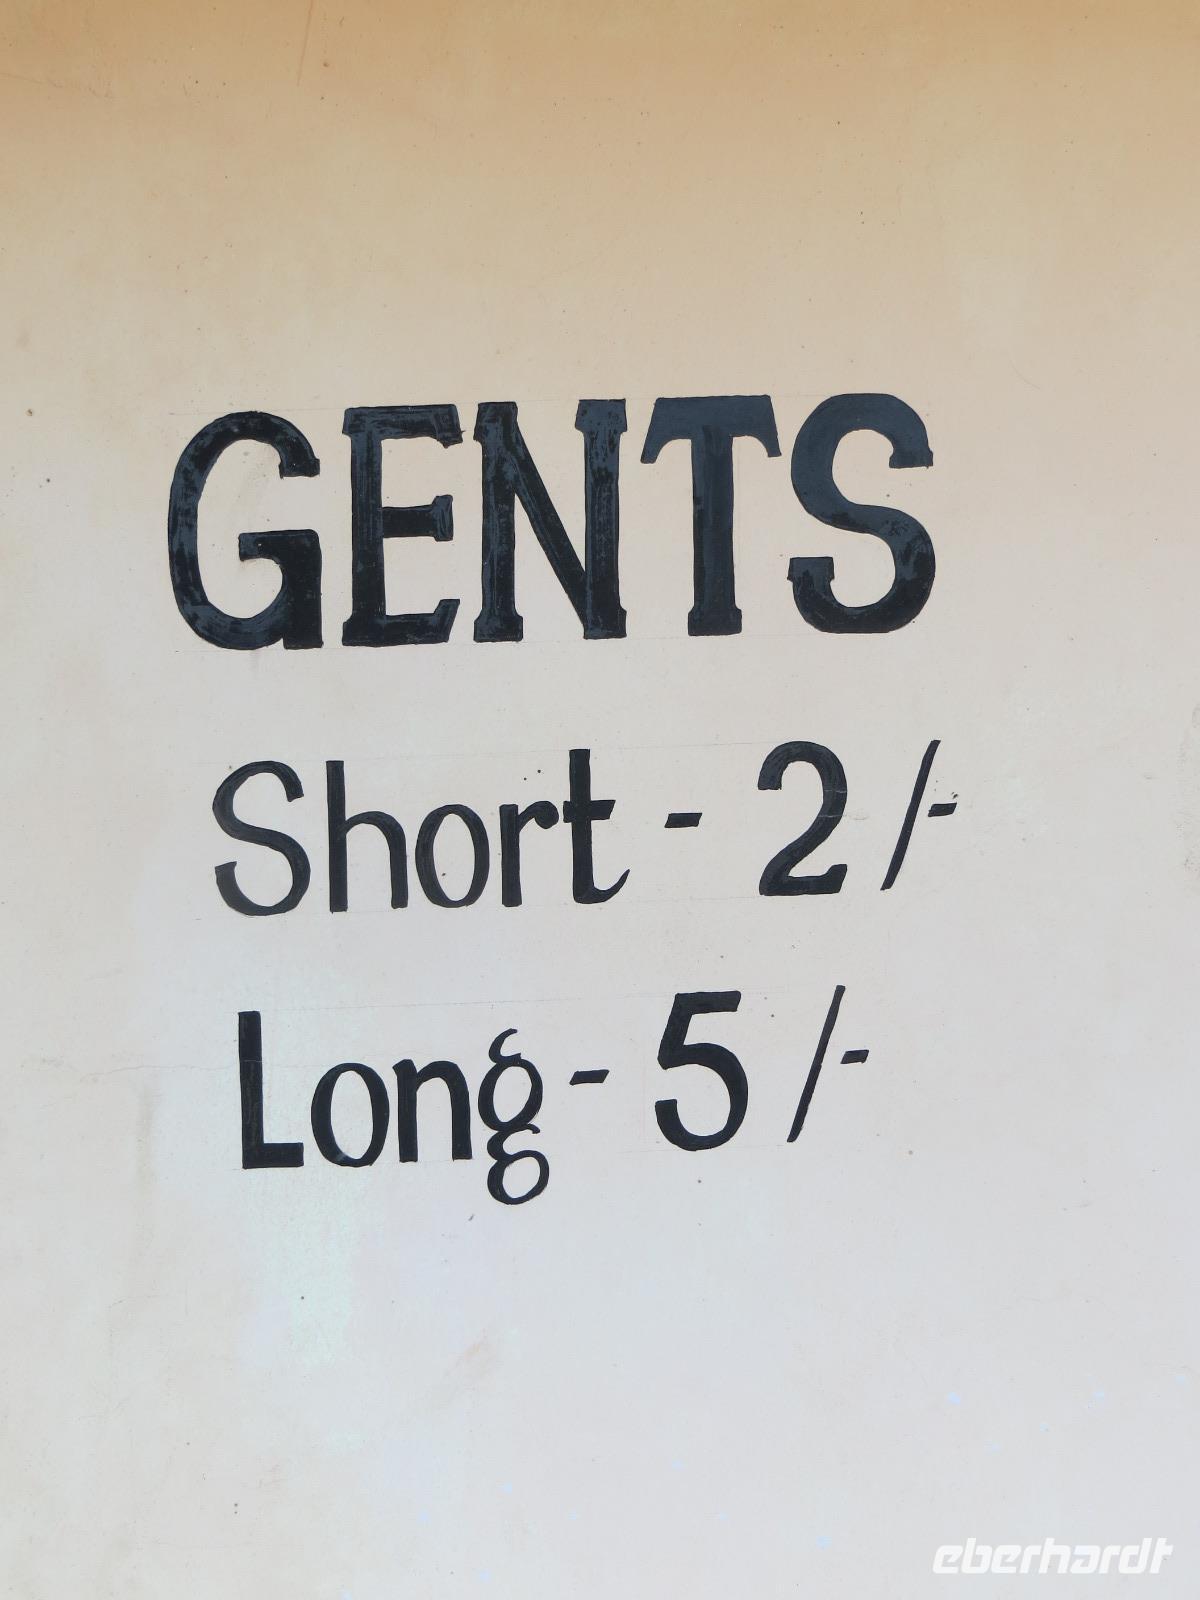 GENTS
Short - 2/-
Long - 5/-
eberhardt